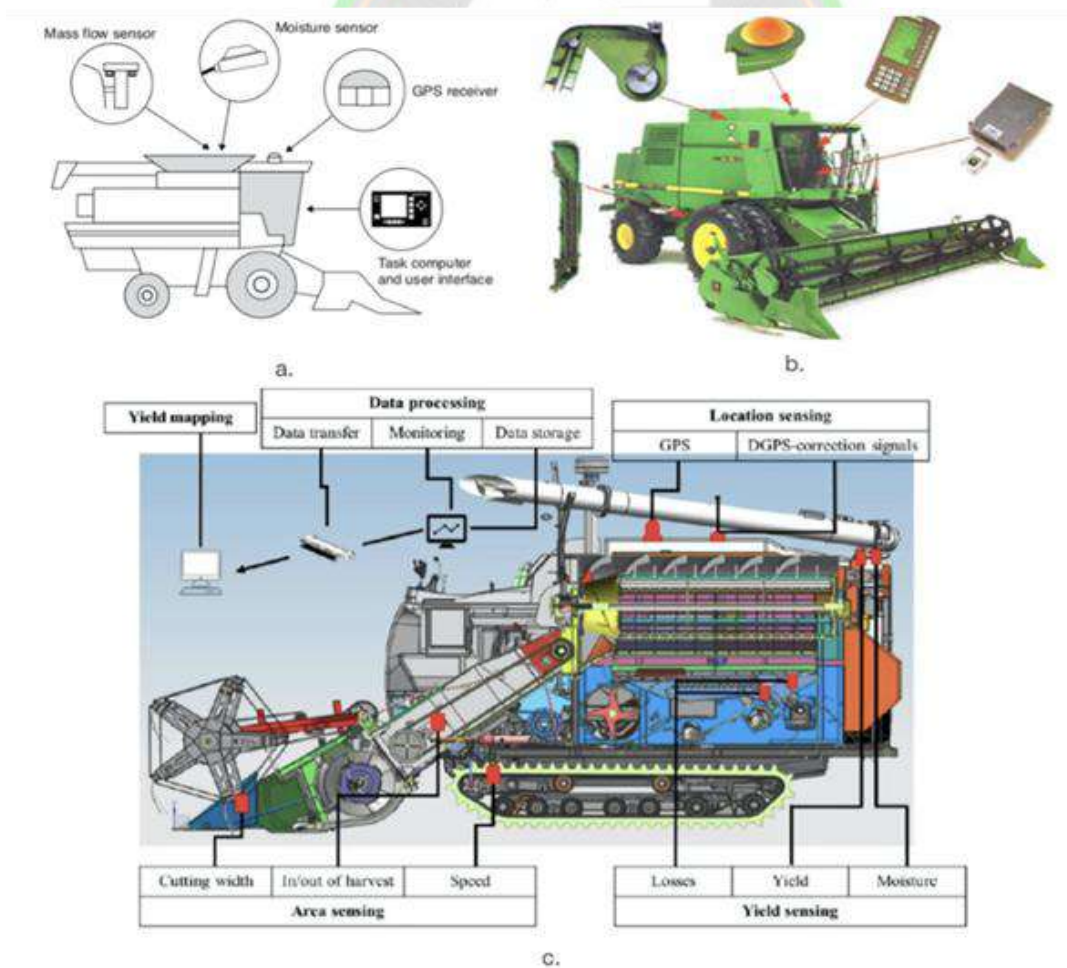 Mass flow sensor
Moisture sensor
GPS receiver
Task computer
and user interface
a.
b.
Yield mapping
Data processing
Data transfer
Monitoring
Data storage
Location sensing
GPS
DGPS-correction signals
Cutting width
In/out of harvest
Speed
Area sensing
Losses
Yield
Moisture
Yield sensing
c.